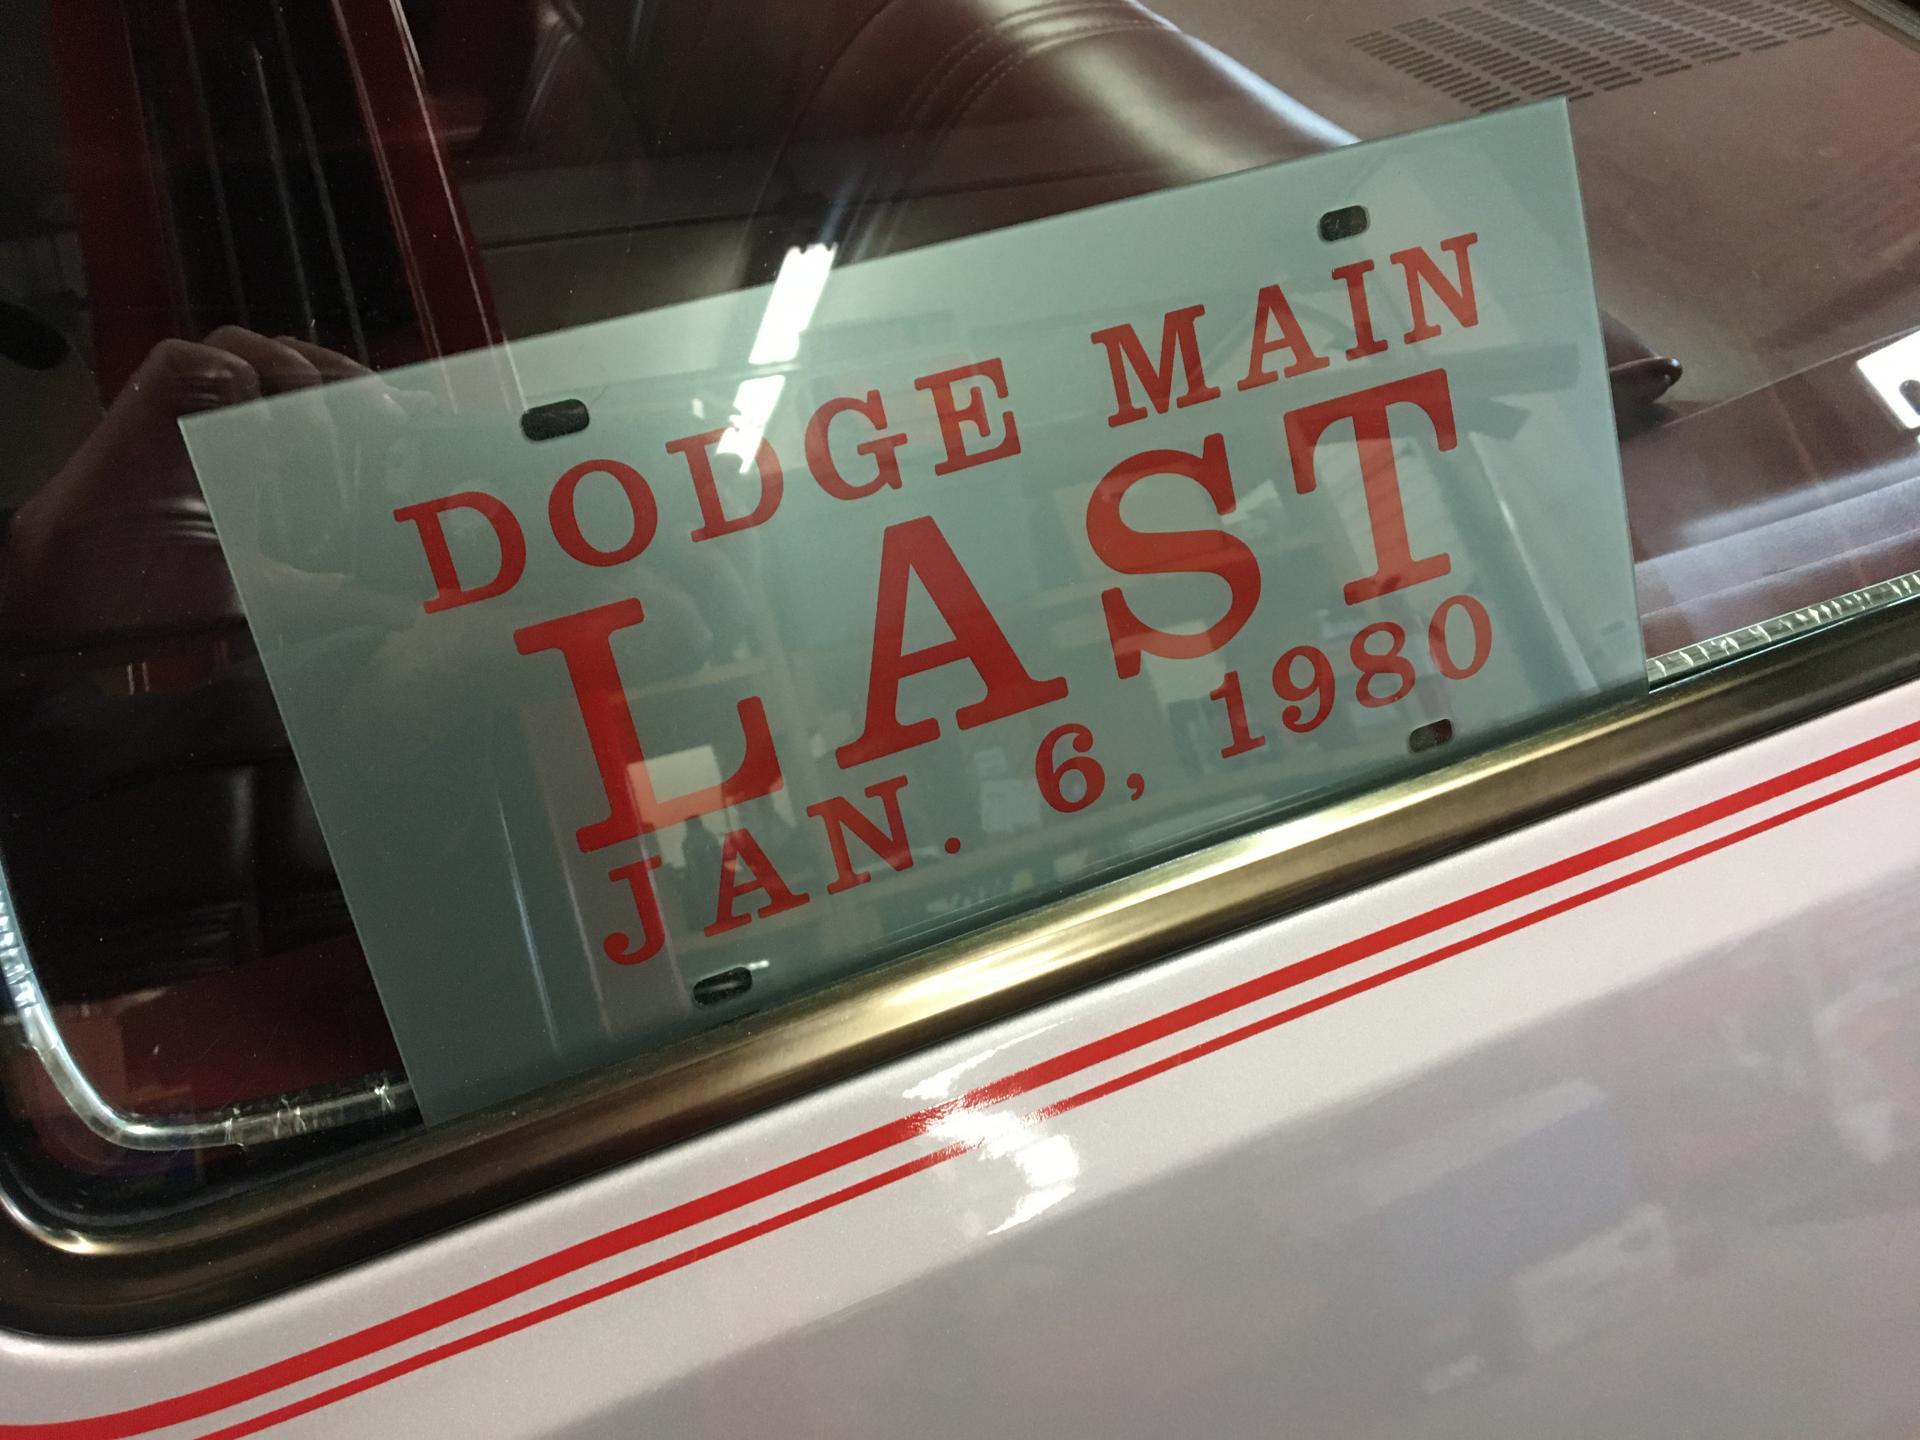 DODGE MAIN
LAST
JAN. 6, 1980